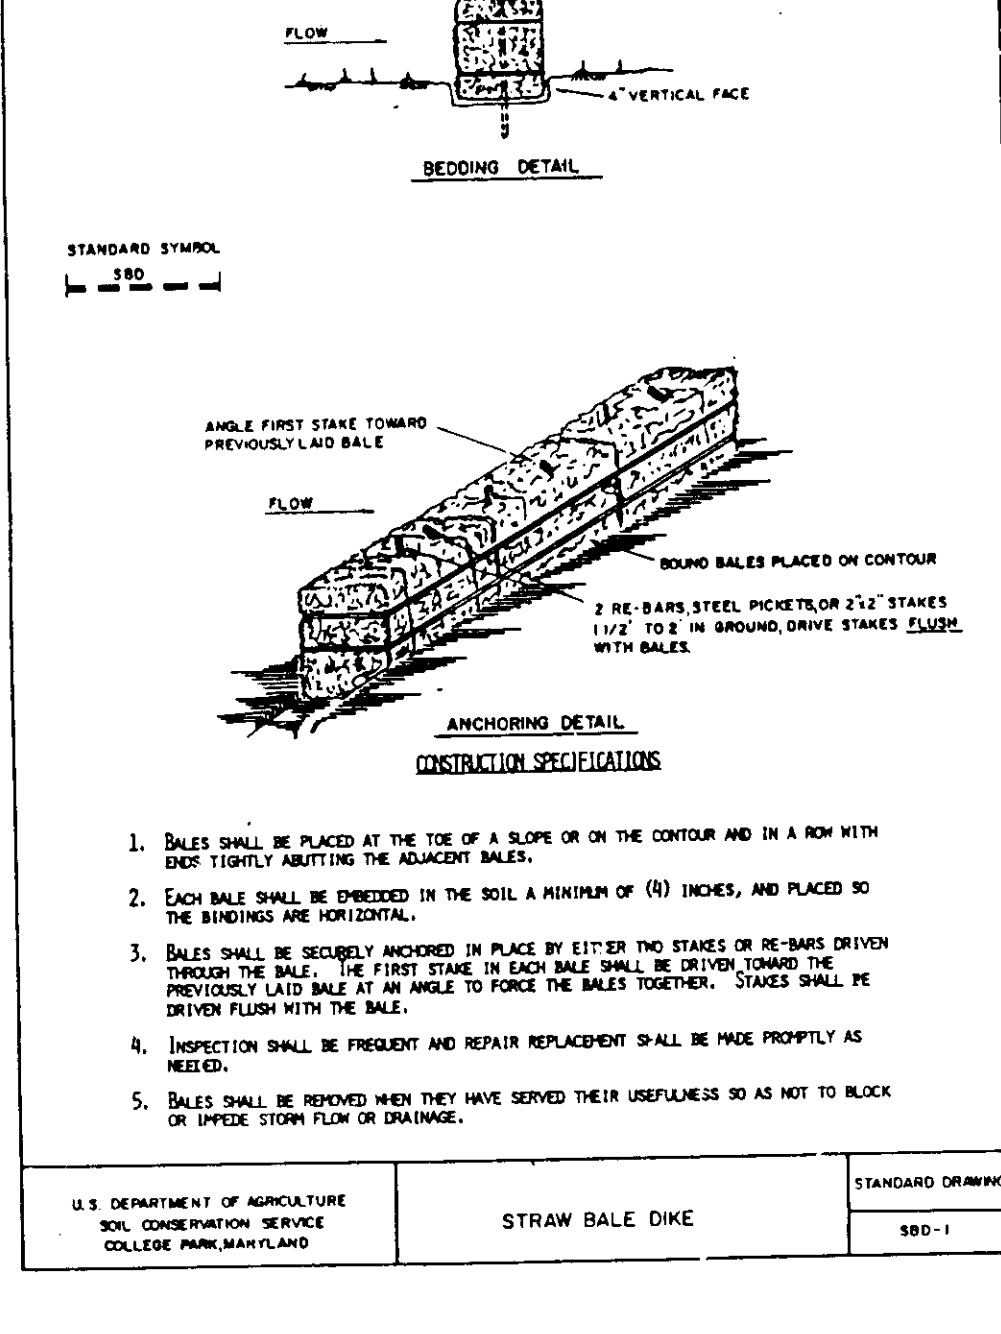 FLOW
4" VERTICAL FACE
BEDDING DETAIL
STANDARD SYMBOL
SBD
ANGLE FIRST STAKE TOWARD
PREVIOUSLY LAID BALE
FLOW
BOUND BALES PLACED ON CONTOUR
2 RE-BARS, STEEL PICKETS, OR 2"x2" STAKES
1 1/2' TO 2' IN GROUND, DRIVE STAKES FLUSH
WITH BALES.
ANCHORING DETAIL
CONSTRUCTION SPECIFICATIONS
1. BALES SHALL BE PLACED AT THE TOE OF A SLOPE OR ON THE CONTOUR AND IN A ROW WITH
ENDS TIGHTLY ABUTTING THE ADJACENT BALES.
2. EACH BALE SHALL BE EMBEDDED IN THE SOIL A MINIMUM OF (4) INCHES, AND PLACED SO
THE BINDINGS ARE HORIZONTAL.
3. BALES SHALL BE SECURELY ANCHORED IN PLACE BY EITHER TWO STAKES OR RE-BARS DRIVEN
THROUGH THE BALE. THE FIRST STAKE IN EACH BALE SHALL BE DRIVEN TOWARD THE
PREVIOUSLY LAID BALE AT AN ANGLE TO FORCE THE BALES TOGETHER. STAKES SHALL BE
DRIVEN FLUSH WITH THE BALE.
4. INSPECTION SHALL BE FREQUENT AND REPAIR REPLACEMENT SHALL BE MADE PROMPTLY AS
NEEDED.
5. BALES SHALL BE REMOVED WHEN THEY HAVE SERVED THEIR USEFULNESS SO AS NOT TO BLOCK
OR IMPEDE STORM FLOW OR DRAINAGE.
U.S. DEPARTMENT OF AGRICULTURE
SOIL CONSERVATION SERVICE
COLLEGE PARK, MARYLAND
STRAW BALE DIKE
STANDARD DRAWING
SBD-1